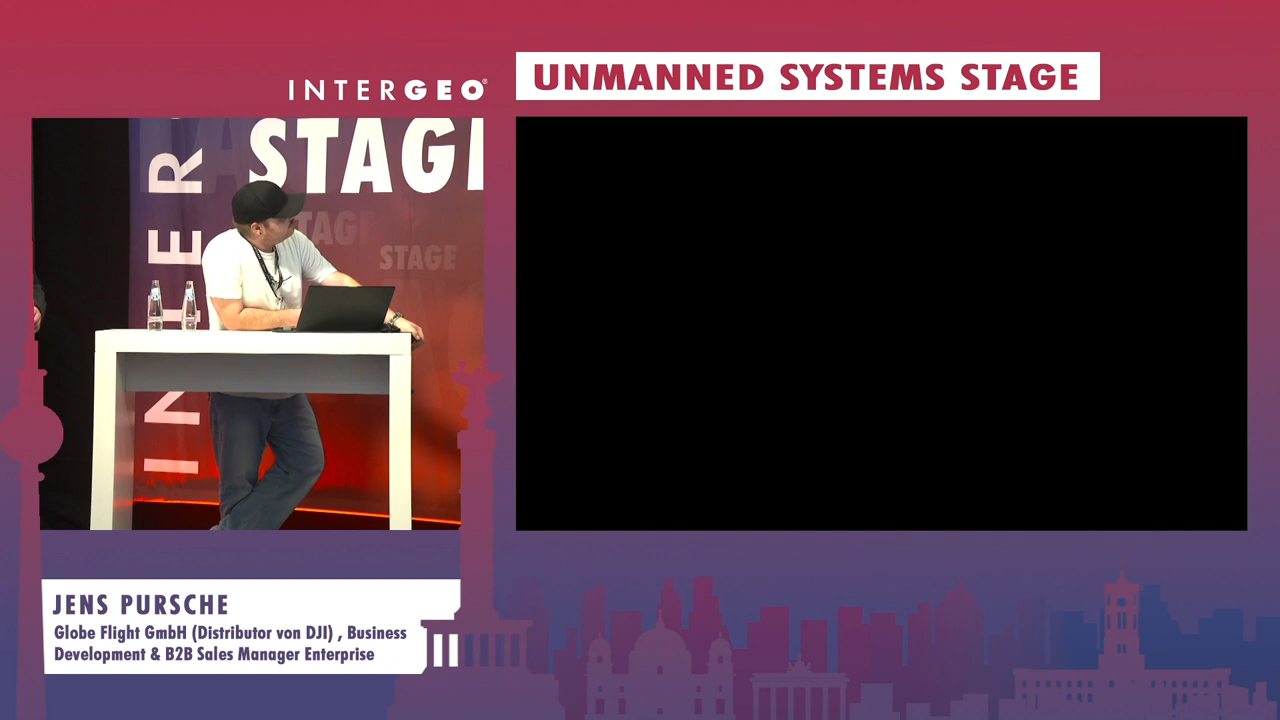 INTERGEO®
UNMANNED SYSTEMS STAGE
STAGE
STAGE
INTER
JENS PURSCHE
Globe Flight GmbH (Distributor von DJI) , Business
Development & B2B Sales Manager Enterprise